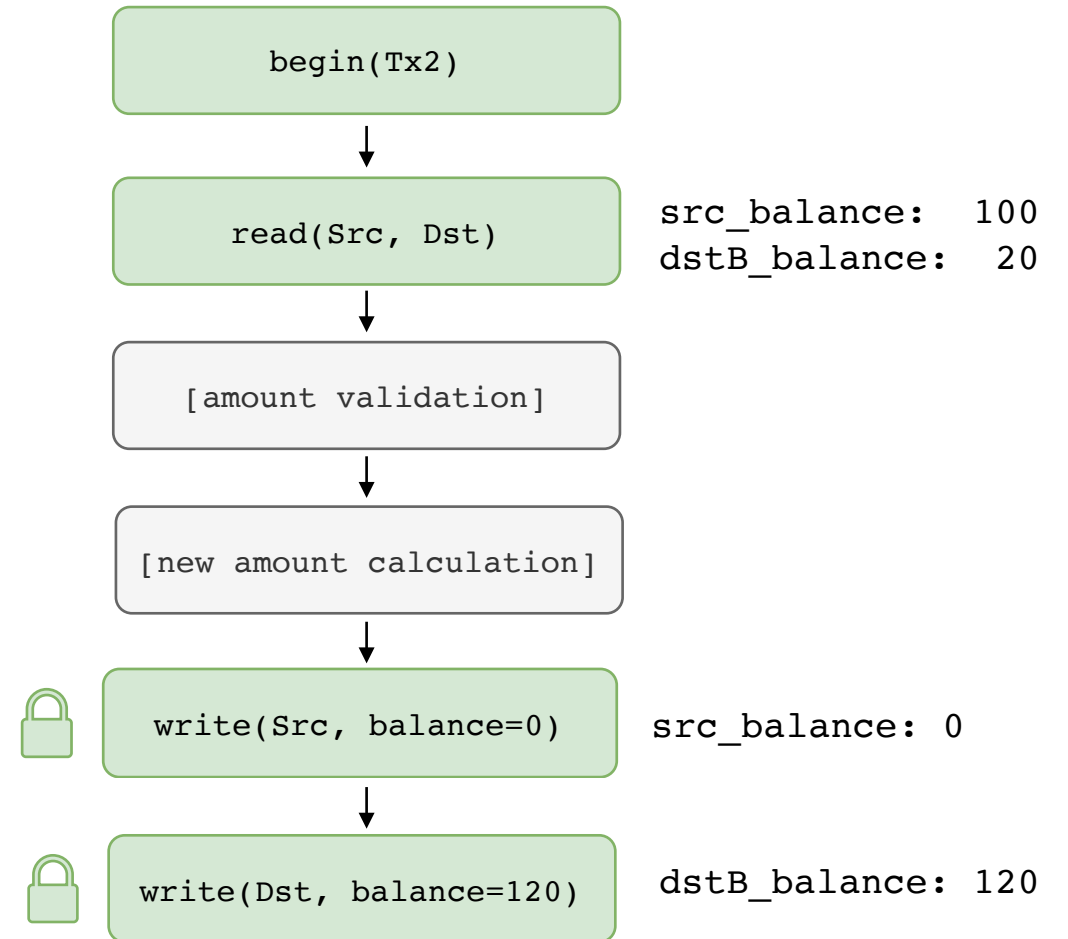 begin(Tx2)
read(Src, Dst)
src_balance:  100
dstB_balance:  20
[amount validation]
[new amount calculation]
write(Src, balance=0)
src_balance: 0
write(Dst, balance=120)
dstB_balance: 120